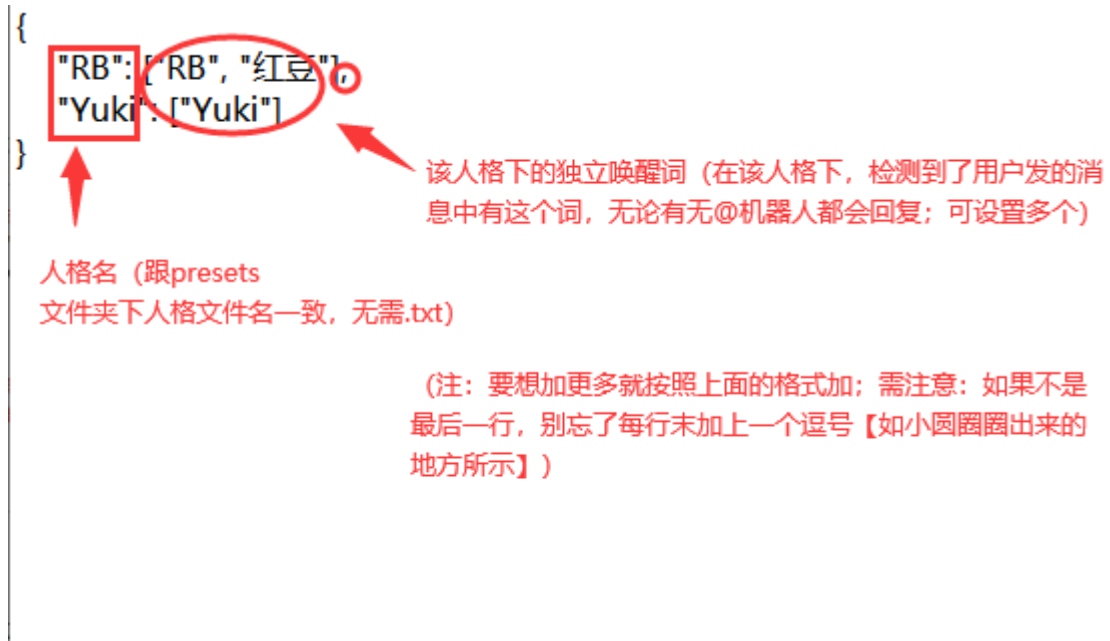 {
"RB": ["RB", "红豆"],
"Yuki": ["Yuki"]
}
该人格下的独立唤醒词（在该人格下，检测到了用户发的消
息中有这个词，无论有无@机器人都会回复；可设置多个）
人格名（跟presets
文件夹下人格文件名一致，无需.txt）
（注：要想加更多就按照上面的格式加；需注意：如果不是
最后一行，别忘了每行末加上一个逗号【如小圆圈圈出来的
地方所示】）